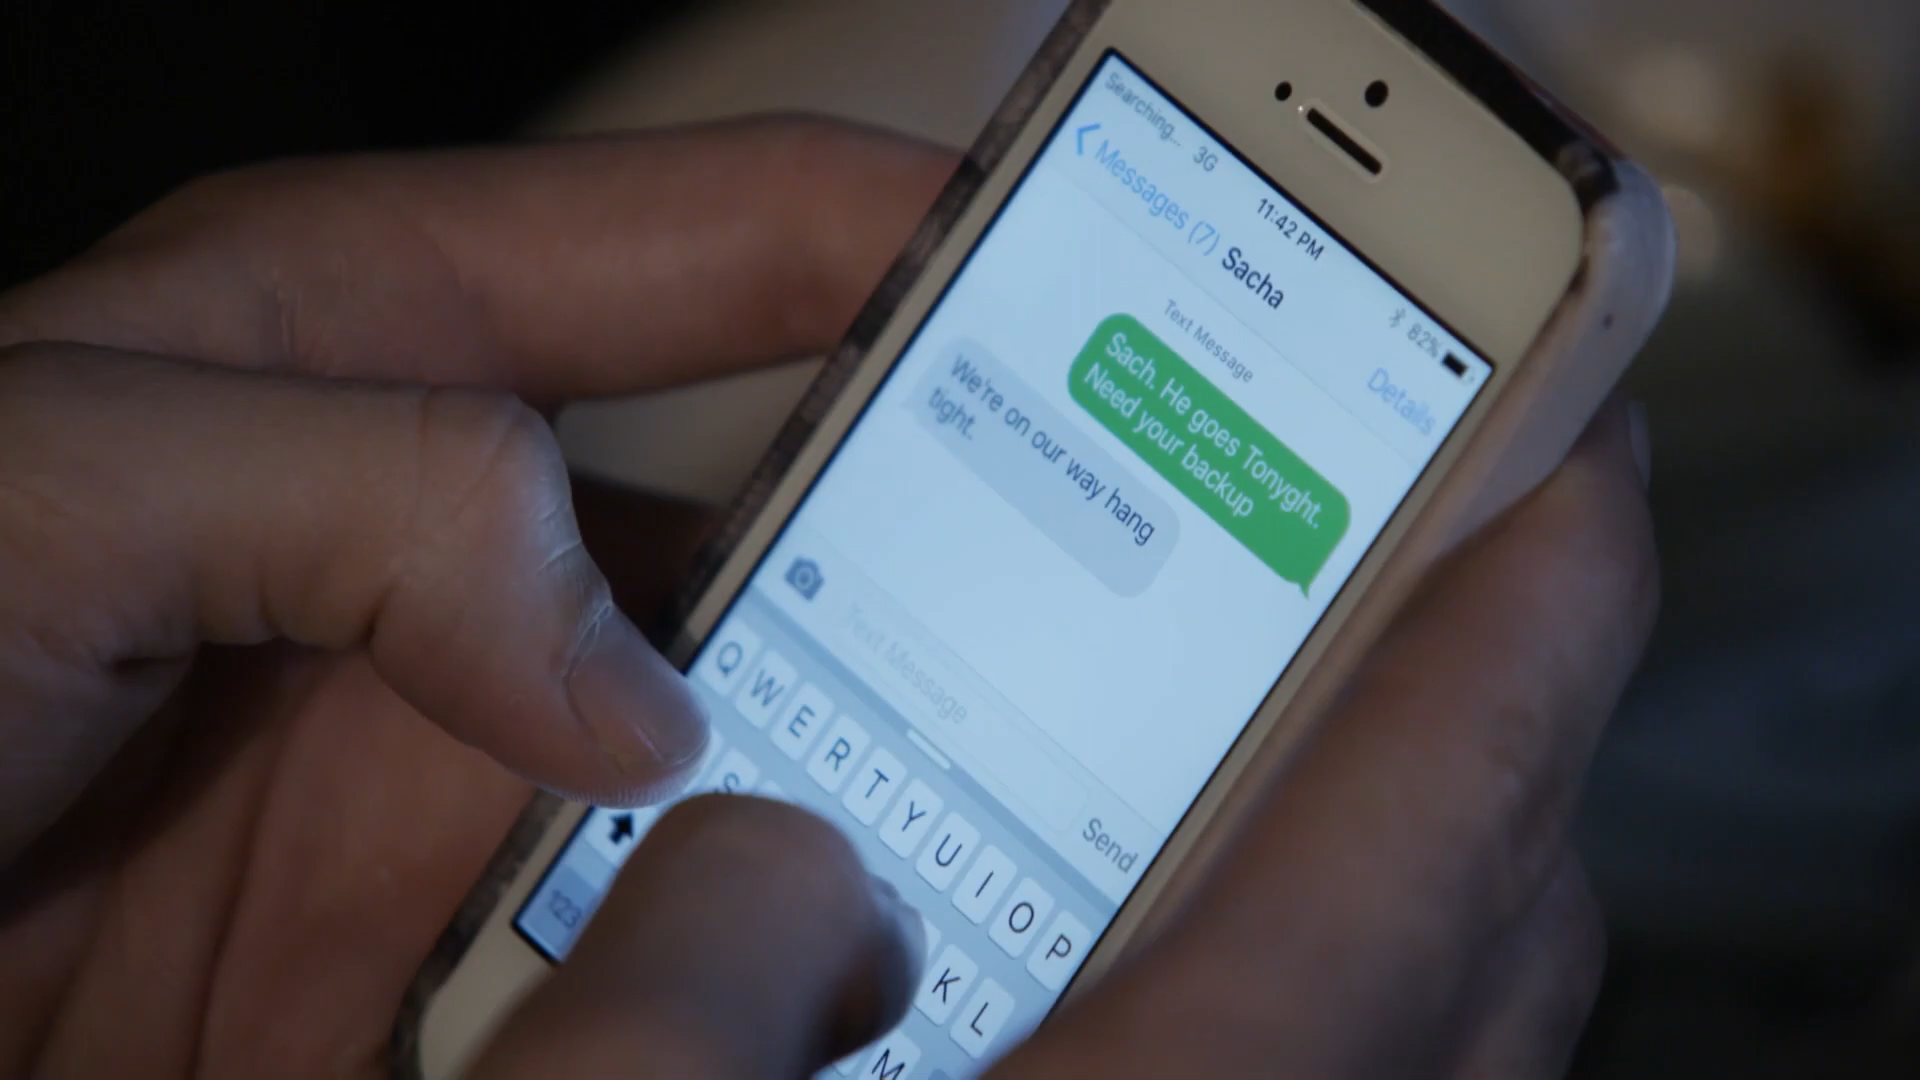 Searching... 3G 11:42 PM 82%
Messages (7) Sacha Details
Text Message
Sach. He goes Tonyght.
Need your backup
We're on our way hang
tight.
Text Message Send
Q W E R T Y U I O P
S K L
M
123